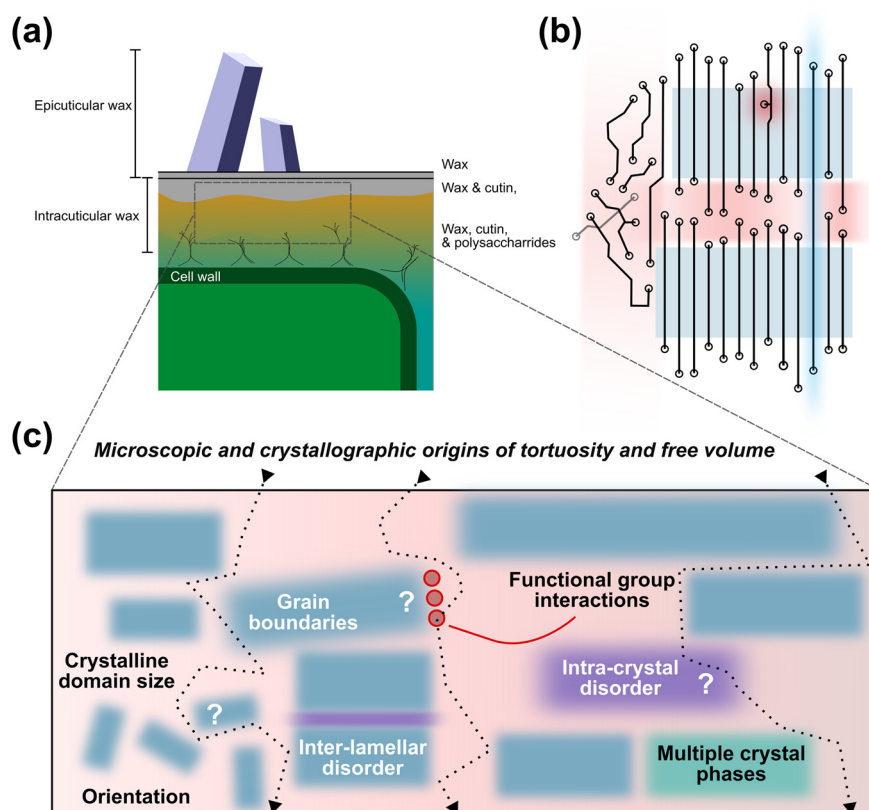 (a)
Epicuticular wax
Intracuticular wax
Wax
Wax & cutin,
Wax, cutin,
& polysaccharrides
Cell wall
(b)
(c)
Microscopic and crystallographic origins of tortuosity and free volume
Grain
boundaries
?
Functional group
interactions
Crystalline
domain size
?
Intra-crystal
disorder
?
Inter-lamellar
disorder
Multiple crystal
phases
Orientation